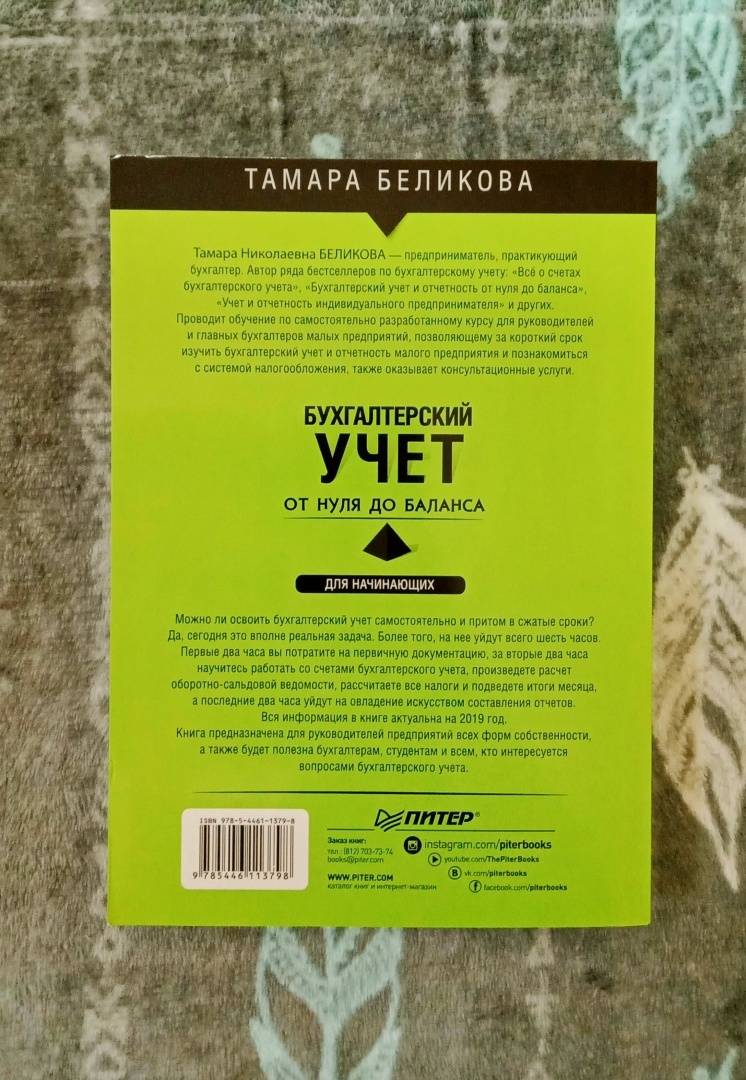 ТАМАРА БЕЛИКОВА
Тамара Николаевна БЕЛИКОВА — предприниматель, практикующий
бухгалтер. Автор ряда бестселлеров по бухгалтерскому учету: «Всё о счетах
бухгалтерского учета», «Бухгалтерский учет и отчетность от нуля до баланса»,
«Учет и отчетность индивидуального предпринимателя» и других.
Проводит обучение по самостоятельно разработанному курсу для руководителей
и главных бухгалтеров малых предприятий, позволяющему за короткий срок
изучить бухгалтерский учет и отчетность малого предприятия и познакомиться
с системой налогообложения, также оказывает консультационные услуги.
БУХГАЛТЕРСКИЙ
УЧЕТ
ОТ НУЛЯ ДО БАЛАНСА
ДЛЯ НАЧИНАЮЩИХ
Можно ли освоить бухгалтерский учет самостоятельно и притом в сжатые сроки?
Да, сегодня это вполне реальная задача. Более того, на нее уйдут всего шесть часов.
Первые два часа вы потратите на первичную документацию, за вторые два часа
научитесь работать со счетами бухгалтерского учета, произведете расчет
оборотно-сальдовой ведомости, рассчитаете все налоги и подведете итоги месяца,
а последние два часа уйдут на овладение искусством составления отчетов.
Вся информация в книге актуальна на 2019 год.
Книга предназначена для руководителей предприятий всех форм собственности,
а также будет полезна бухгалтерам, студентам и всем, кто интересуется
вопросами бухгалтерского учета.
ISBN 978-5-4461-1379-8
9 785446 113798
ПИТЕР®
Заказ книг:
тел.: (812) 703-73-74
books@piter.com
WWW.PITER.COM
каталог книг и интернет-магазин
instagram.com/piterbooks
youtube.com/ThePiterBooks
vk.com/piterbooks
facebook.com/piterbooks